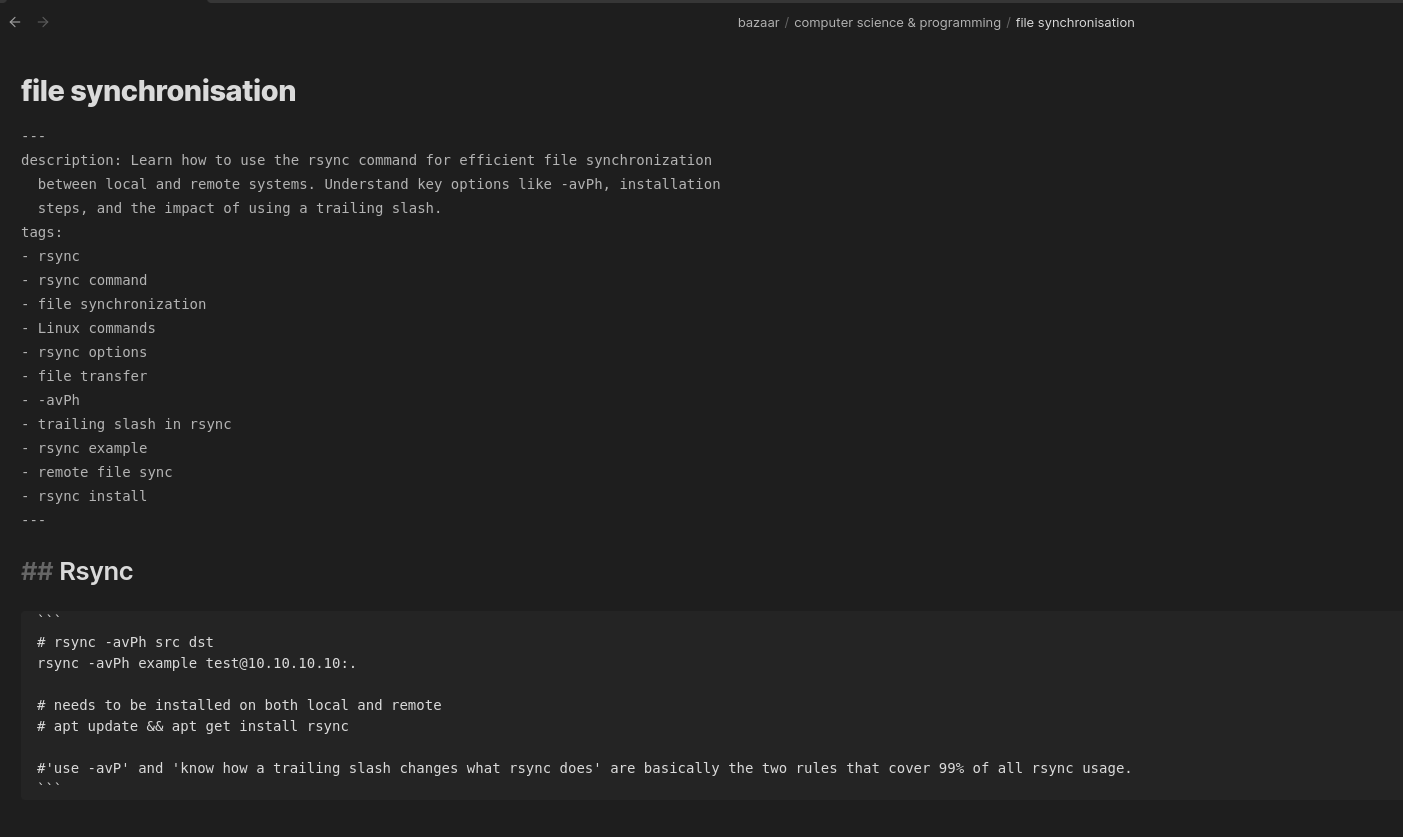 bazaar / computer science & programming / file synchronisation
file synchronisation
---
description: Learn how to use the rsync command for efficient file synchronization
  between local and remote systems. Understand key options like -avPh, installation
  steps, and the impact of using a trailing slash.
tags:
- rsync
- rsync command
- file synchronization
- Linux commands
- rsync options
- file transfer
- -avPh
- trailing slash in rsync
- rsync example
- remote file sync
- rsync install
---
## Rsync
```
# rsync -avPh src dst
rsync -avPh example test@10.10.10.10:.
# needs to be installed on both local and remote
# apt update && apt get install rsync
#'use -avP' and 'know how a trailing slash changes what rsync does' are basically the two rules that cover 99% of all rsync usage.
```